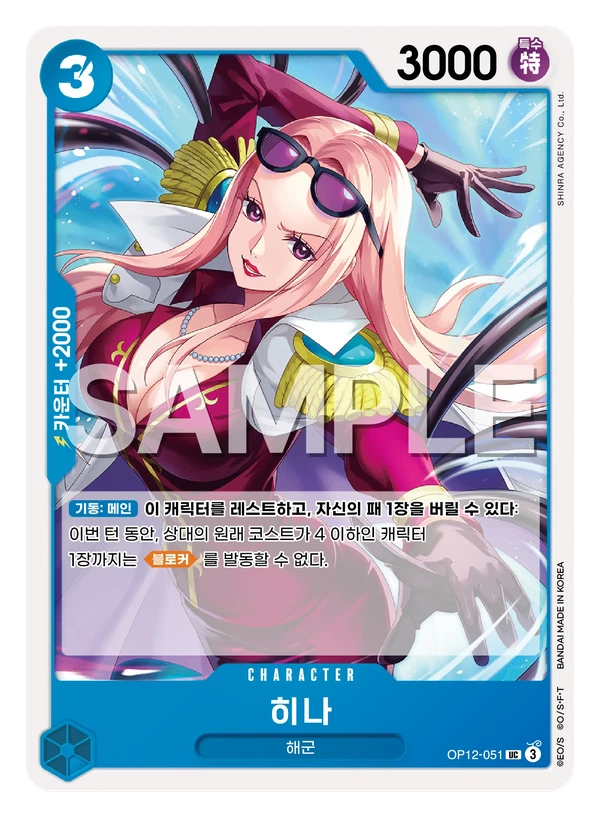 3
3000
특수
特
SHINRA AGENCY Co., Ltd.
카운터 +2000
SAMPLE
기동: 메인 이 캐릭터를 레스트하고, 자신의 패 1장을 버릴 수 있다:
이번 턴 동안, 상대의 원래 코스트가 4 이하인 캐릭터
1장까지는 블로커 를 발동할 수 없다.
CHARACTER
히나
해군
OP12-051 UC 3
©EO/S ©O/S·F·T BANDAI MADE IN KOREA